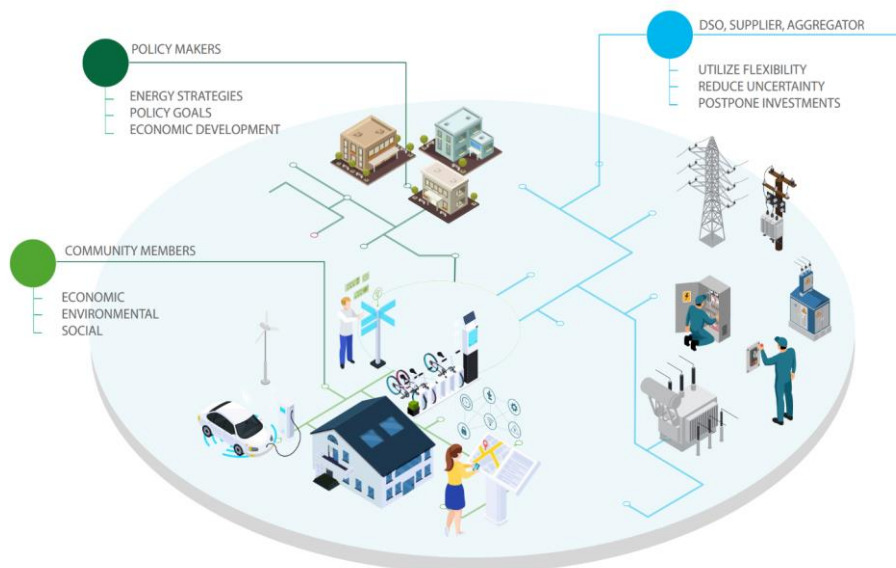 POLICY MAKERS
ENERGY STRATEGIES
POLICY GOALS
ECONOMIC DEVELOPMENT
DSO, SUPPLIER, AGGREGATOR
UTILIZE FLEXIBILITY
REDUCE UNCERTAINTY
POSTPONE INVESTMENTS
COMMUNITY MEMBERS
ECONOMIC
ENVIRONMENTAL
SOCIAL